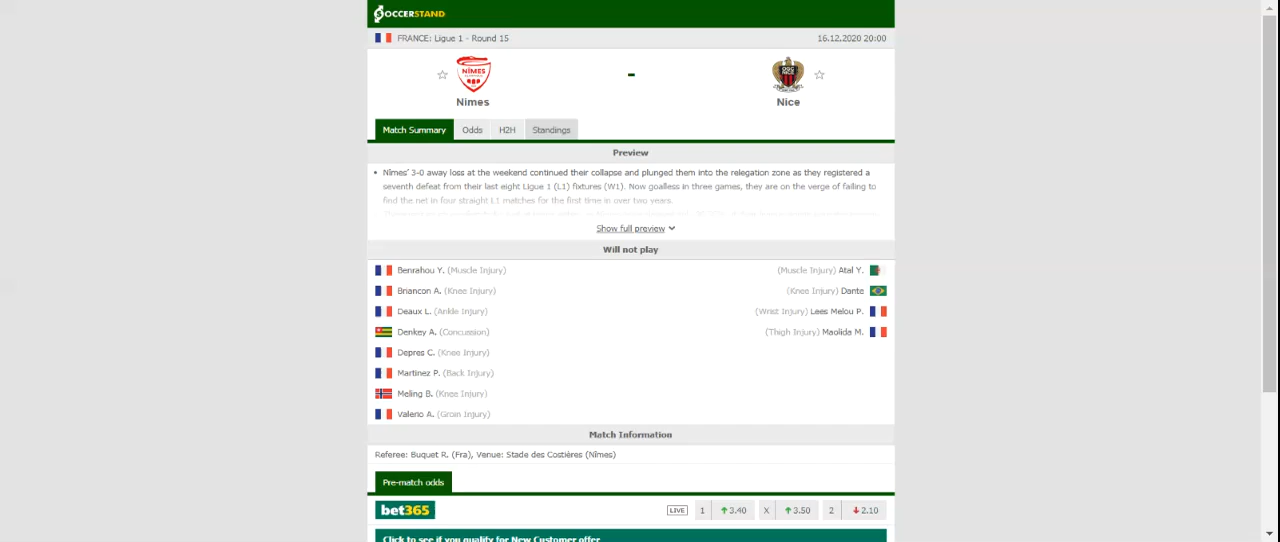 SOCCERSTAND
FRANCE: Ligue 1 - Round 15 16.12.2020 20:00
NÎMES
OGC NICE
Nimes - Nice
Match Summary Odds H2H Standings
Preview
Nîmes' 3-0 away loss at the weekend continued their collapse and plunged them into the relegation zone as they registered a
seventh defeat from their last eight Ligue 1 (L1) fixtures (W1). Now goalless in three games, they are on the verge of failing to
find the net in four straight L1 matches for the first time in over two years.
Show full preview
Will not play
Benrahou Y. (Muscle Injury) (Muscle Injury) Atal Y.
Briancon A. (Knee Injury) (Knee Injury) Dante
Deaux L. (Ankle Injury) (Wrist Injury) Lees Melou P.
Denkey A. (Concussion) (Thigh Injury) Maolida M.
Depres C. (Knee Injury)
Martinez P. (Back Injury)
Meling B. (Knee Injury)
Valerio A. (Groin Injury)
Match Information
Referee: Buquet R. (Fra), Venue: Stade des Costières (Nîmes)
Pre-match odds
bet365 LIVE 1 3.40 X 3.50 2 2.10
Click to see if you qualify for New Customer offer